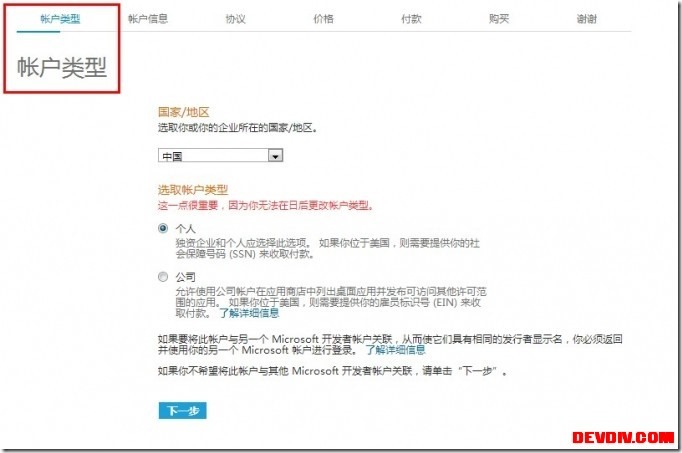 帐户类型 帐户信息 协议 价格 付款 购买 谢谢
帐户类型
国家/地区
选取你或你的企业所在的国家/地区。
中国
选取帐户类型
这一点很重要，因为你无法在日后更改帐户类型。
个人
独资企业和个人应选择此选项。 如果你位于美国，则需要提供你的社
会保障号码 (SSN) 来收取付款。
公司
允许使用公司帐户在应用商店中列出桌面应用并发布可访问其他许可范
围的应用。 如果你位于美国，则需要提供你的雇员标识号 (EIN) 来收
取付款。 了解详细信息
如果要将此帐户与另一个 Microsoft 开发者帐户关联，从而使它们具有相同的发行者显示名，你必须返回
并使用你的另一个 Microsoft 帐户进行登录。 了解详细信息
如果你不希望将此帐户与其他 Microsoft 开发者帐户关联，请单击“下一步”。
下一步
DEVDIV.COM